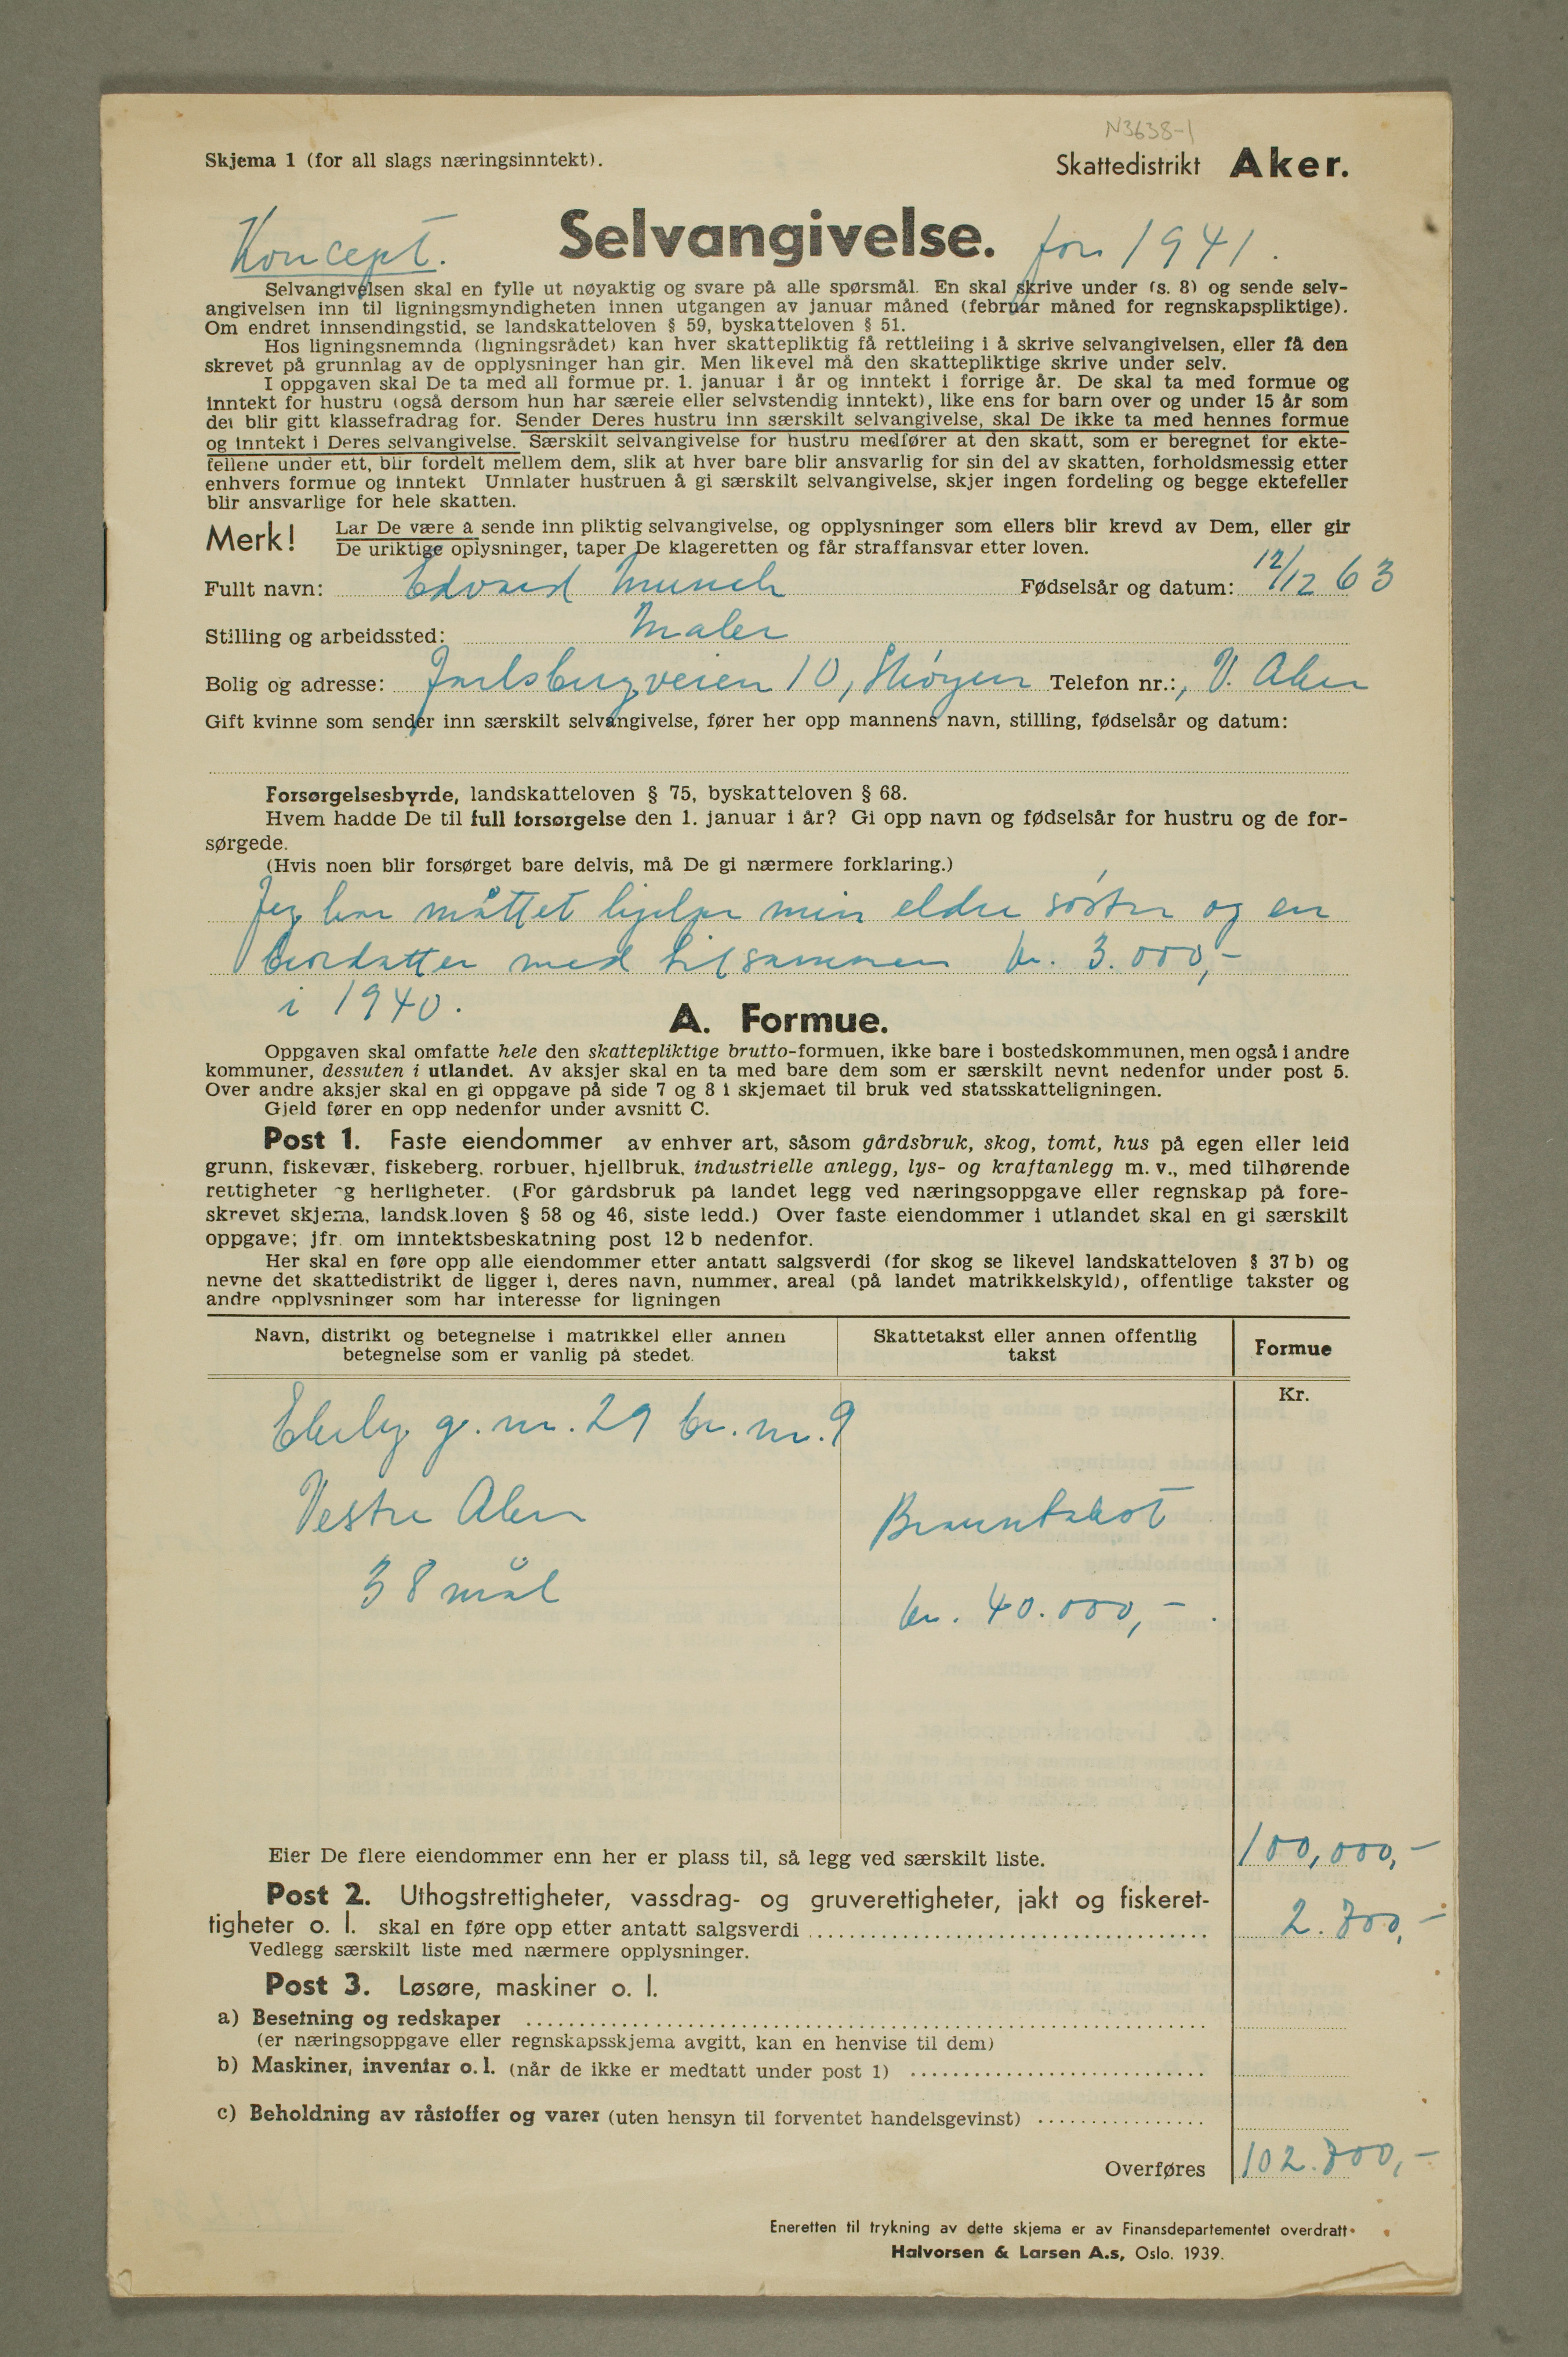 N3638-1
Skjema 1 (for all slags næringsinntekt).
Skattedistrikt Aker.
Koncept.
Selvangivelse. for 1941.
Selvangivelsen skal en fylle ut nøyaktig og svare på alle spørsmål. En skal skrive under (s. 8) og sende selv-
angivelsen inn til ligningsmyndigheten innen utgangen av januar måned (februar måned for regnskapspliktige).
Om endret innsendingstid, se landskatteloven § 59, byskatteloven § 51.
Hos ligningsnemnda (ligningsrådet) kan hver skattepliktig få rettleiing i å skrive selvangivelsen, eller få den
skrevet på grunnlag av de opplysninger han gir. Men likevel må den skattepliktige skrive under selv.
I oppgaven skal De ta med all formue pr. 1. januar i år og inntekt i forrige år. De skal ta med formue og
inntekt for hustru (også dersom hun har særeie eller selvstendig inntekt), like ens for barn over og under 15 år som
det blir gitt klassefradrag for. Sender Deres hustru inn særskilt selvangivelse, skal De ikke ta med hennes formue
og inntekt i Deres selvangivelse. Særskilt selvangivelse for hustru medfører at den skatt, som er beregnet for ekte-
fellene under ett, blir fordelt mellem dem, slik at hver bare blir ansvarlig for sin del av skatten, forholdsmessig etter
enhvers formue og inntekt Unnlater hustruen å gi særskilt selvangivelse, skjer ingen fordeling og begge ektefeller
blir ansvarlige for hele skatten.
Merk! Lar De være å sende inn pliktig selvangivelse, og opplysninger som ellers blir krevd av Dem, eller gir
De uriktige oplysninger, taper De klageretten og får straffansvar etter loven.
Fullt navn: Edvard Munch Fødselsår og datum: 12/12 63
Stilling og arbeidssted: Maler
Bolig og adresse: Jarlsbergveien 10, Skøyen Telefon nr.:, V. Aker
Gift kvinne som sender inn særskilt selvangivelse, fører her opp mannens navn, stilling, fødselsår og datum:
Forsørgelsesbyrde, landskatteloven § 75, byskatteloven § 68.
Hvem hadde De til full forsørgelse den 1. januar i år? Gi opp navn og fødselsår for hustru og de for-
sørgede.
(Hvis noen blir forsørget bare delvis, må De gi nærmere forklaring.)
Jeg har måttet hjelpe min eldre søster og en
brordatter med tilsammen kr. 3.000,-
i 1940.
A. Formue.
Oppgaven skal omfatte hele den skattepliktige brutto-formuen, ikke bare i bostedskommunen, men også i andre
kommuner, dessuten i utlandet. Av aksjer skal en ta med bare dem som er særskilt nevnt nedenfor under post 5.
Over andre aksjer skal en gi oppgave på side 7 og 8 i skjemaet til bruk ved statsskatteligningen.
Gjeld fører en opp nedenfor under avsnitt C.
Post 1. Faste eiendommer av enhver art, såsom gårdsbruk, skog, tomt, hus på egen eller leid
grunn, fiskevær, fiskeberg, rorbuer, hjellbruk, industrielle anlegg, lys- og kraftanlegg m. v., med tilhørende
rettigheter og herligheter. (For gårdsbruk på landet legg ved næringsoppgave eller regnskap på fore-
skrevet skjema, landsk.loven § 58 og 46, siste ledd.) Over faste eiendommer i utlandet skal en gi særskilt
oppgave; jfr. om inntektsbeskatning post 12 b nedenfor.
Her skal en føre opp alle eiendommer etter antatt salgsverdi (for skog se likevel landskatteloven § 37 b) og
nevne det skattedistrikt de ligger i, deres navn, nummer, areal (på landet matrikkelskyld), offentlige takster og
andre opplysninger som har interesse for ligningen
Navn, distrikt og betegnelse i matrikkel eller annen
betegnelse som er vanlig på stedet.
Skattetakst eller annen offentlig
takst
Formue
Kr.
Ekely g. nr. 29 br. nr. 9
Vestre Aker
Branntakst
38 mål
kr. 40.000,-
Eier De flere eiendommer enn her er plass til, så legg ved særskilt liste. 100,000,-
Post 2. Uthogstrettigheter, vassdrag- og gruverettigheter, jakt og fiskeret-
tigheter o. l. skal en føre opp etter antatt salgsverdi
Vedlegg særskilt liste med nærmere opplysninger.
Post 3. Løsøre, maskiner o. l.
a) Besetning og redskaper
(er næringsoppgave eller regnskapsskjema avgitt, kan en henvise til dem)
b) Maskiner, inventar o. l. (når de ikke er medtatt under post 1)
c) Beholdning av råstoffer og varer (uten hensyn til forventet handelsgevinst)
Overføres
Eneretten til trykning av dette skjema er av Finansdepartementet overdratt
Halvorsen & Larsen A.s, Oslo. 1939.